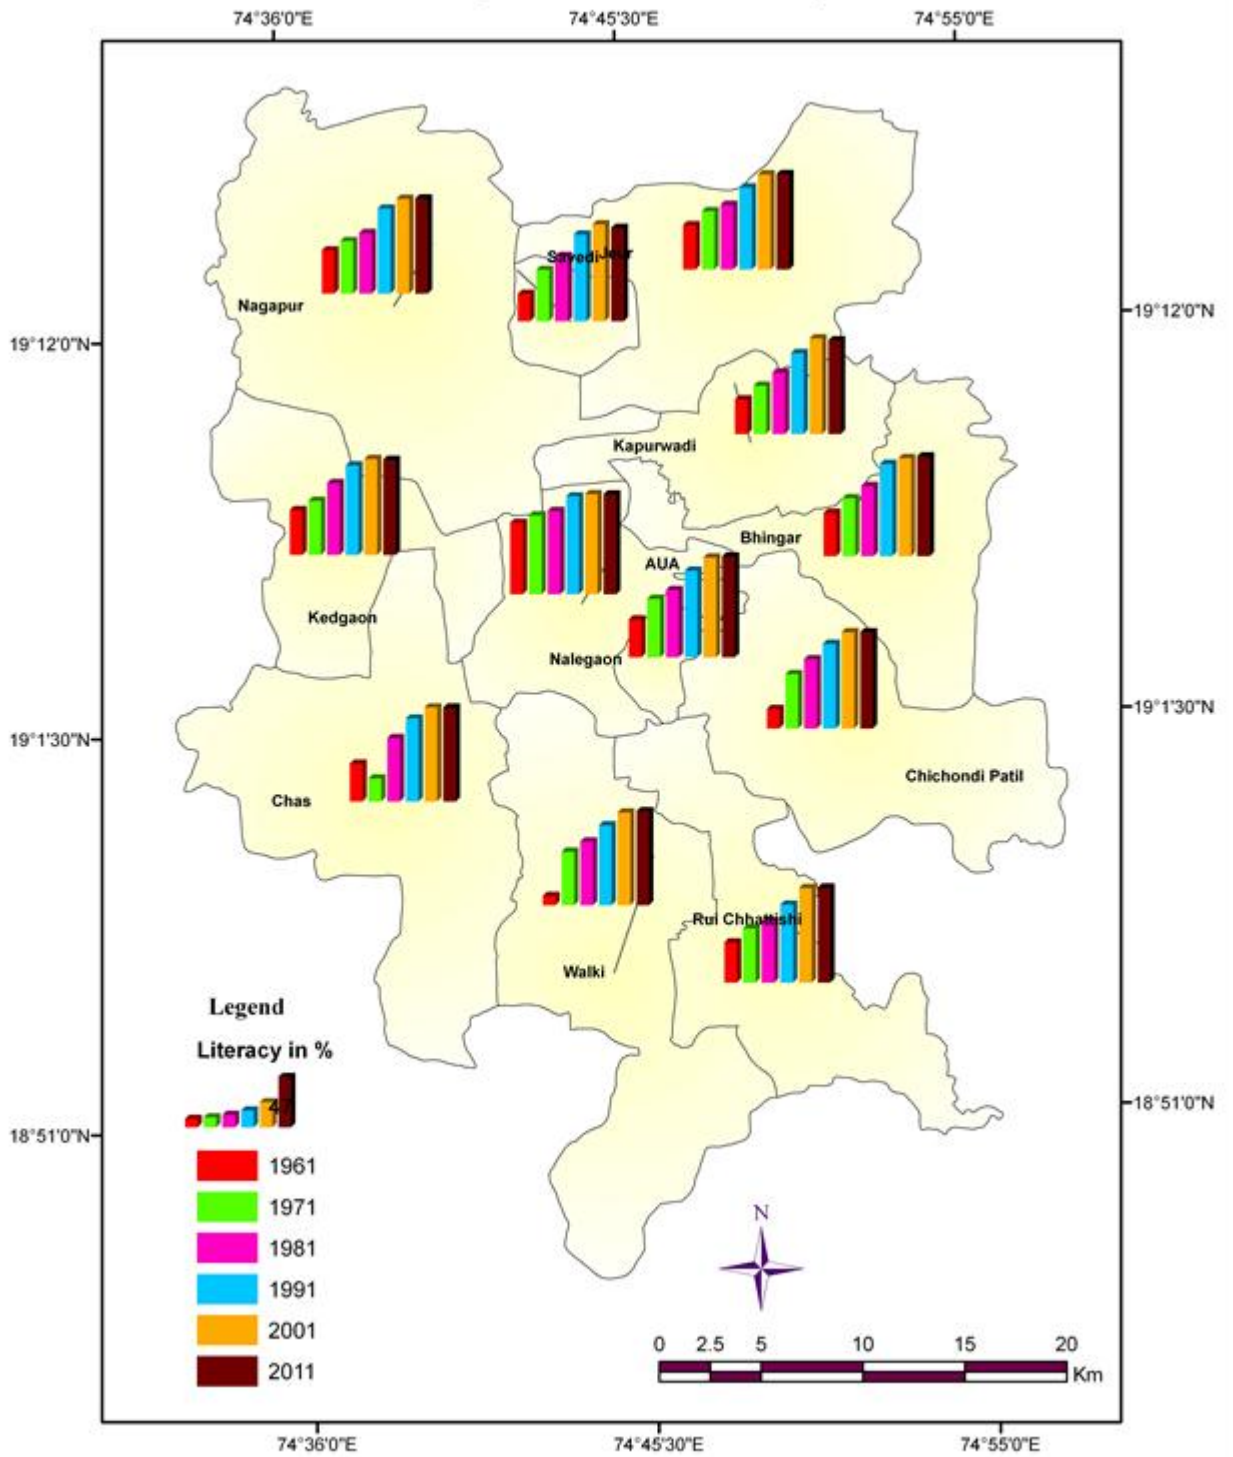 74°36'0"E 74°45'30"E 74°55'0"E
Savedi Jeur
Nagapur
19°12'0"N
19°12'0"N
Kapurwadi
Bhingar
AUA
Kedgaon
Nalegaon
19°1'30"N
19°1'30"N
Chichondi Patil
Chas
Rui Chhattishi
Walki
Legend
Literacy in %
18°51'0"N
18°51'0"N
1961
1971
1981
1991
2001
2011
N
0 2.5 5 10 15 20
Km
74°36'0"E 74°45'30"E 74°55'0"E